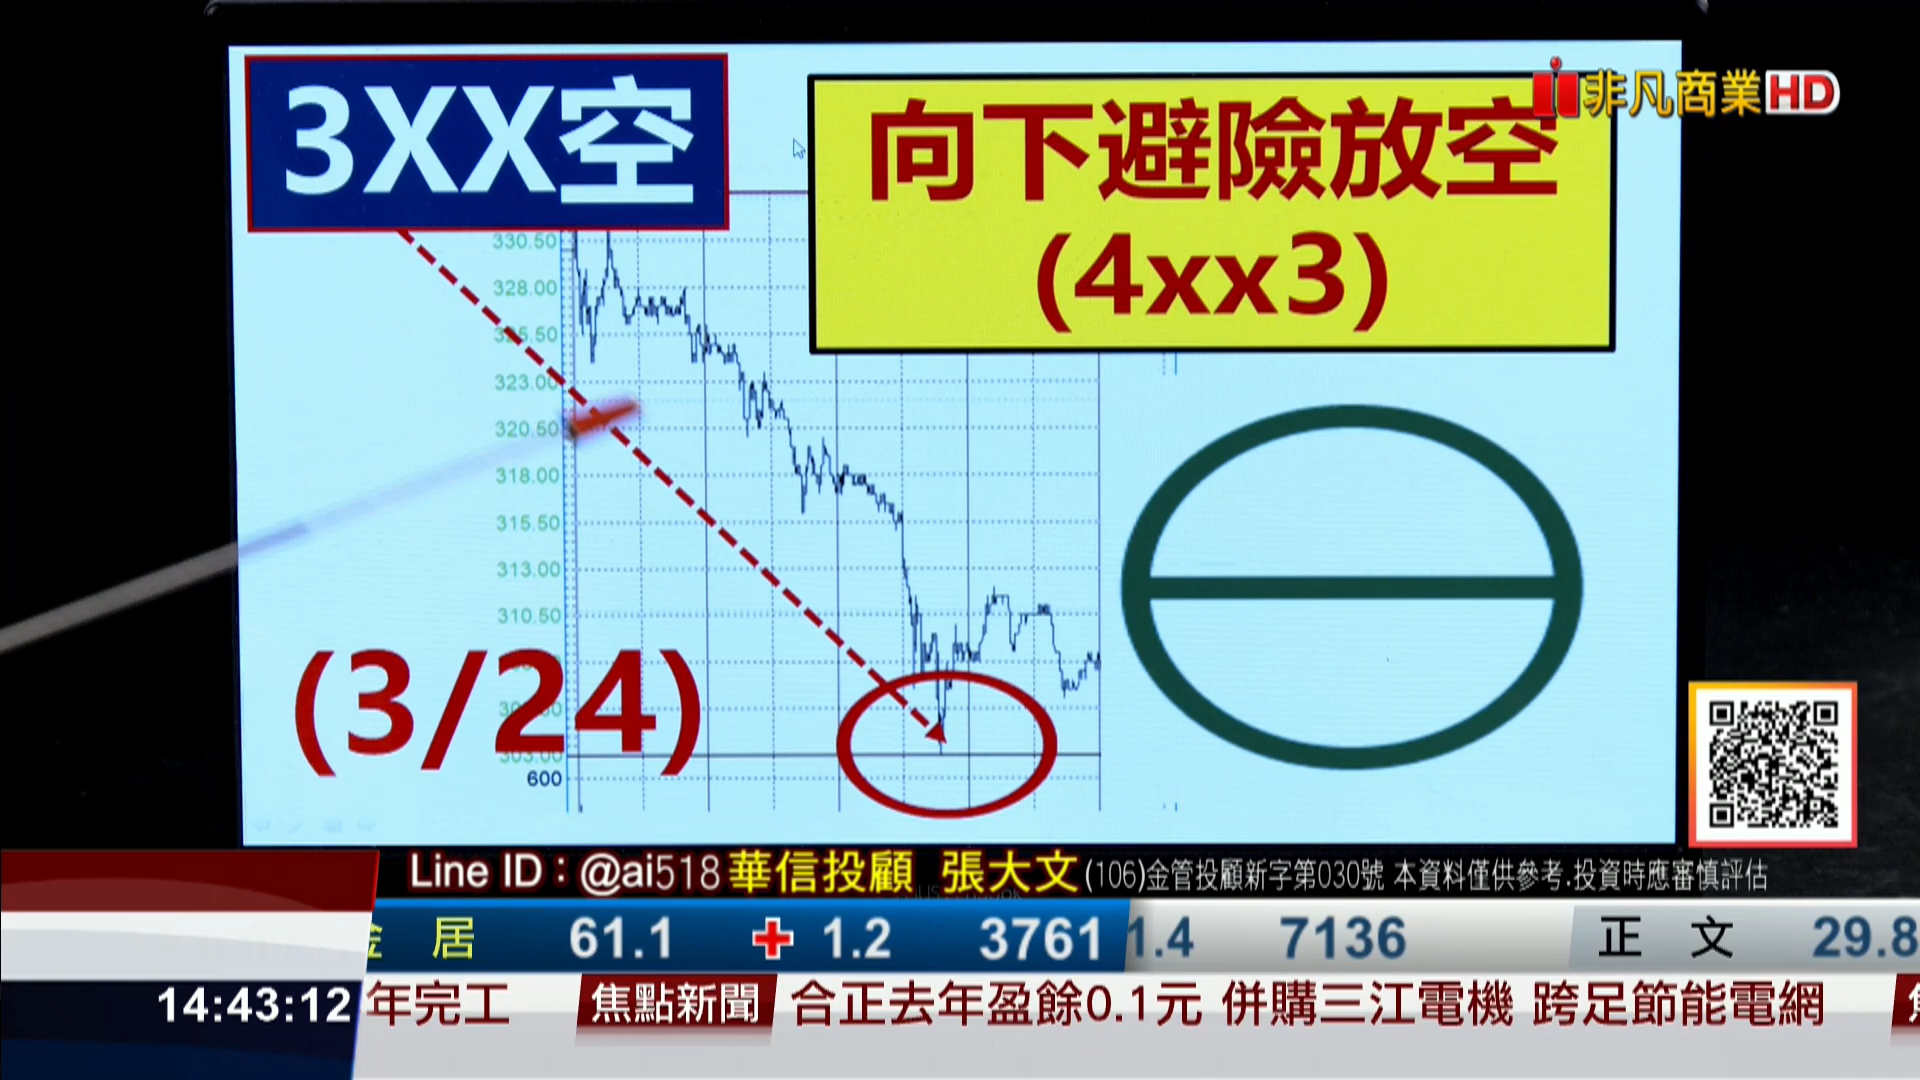 3XX空
向下避險放空
(4xx3)
非凡商業HD
330.50
328.00
325.50
323.00
320.50
318.00
315.50
313.00
310.50
303.00
600
(3/24)
Line ID：@ai518 華信投顧 張大文 (106)金管投顧新字第030號 本資料僅供參考.投資時應審慎評估
居 61.1 + 1.2 3761 1.4 7136 正文 29.8
14:43:12 年完工 焦點新聞 合正去年盈餘0.1元 併購三江電機 跨足節能電網